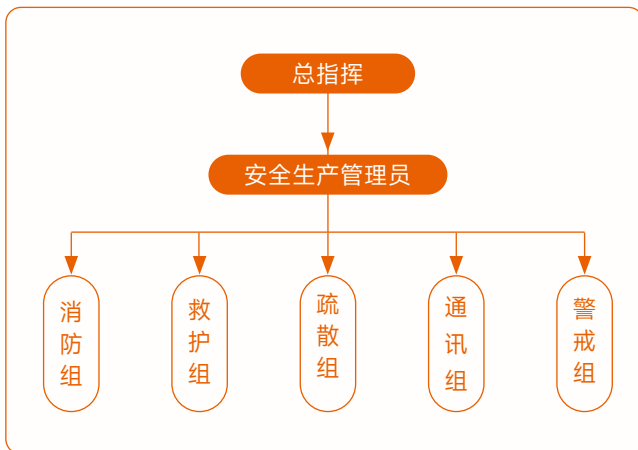 总指挥
安全生产管理员
消防组
救护组
疏散组
通讯组
警戒组